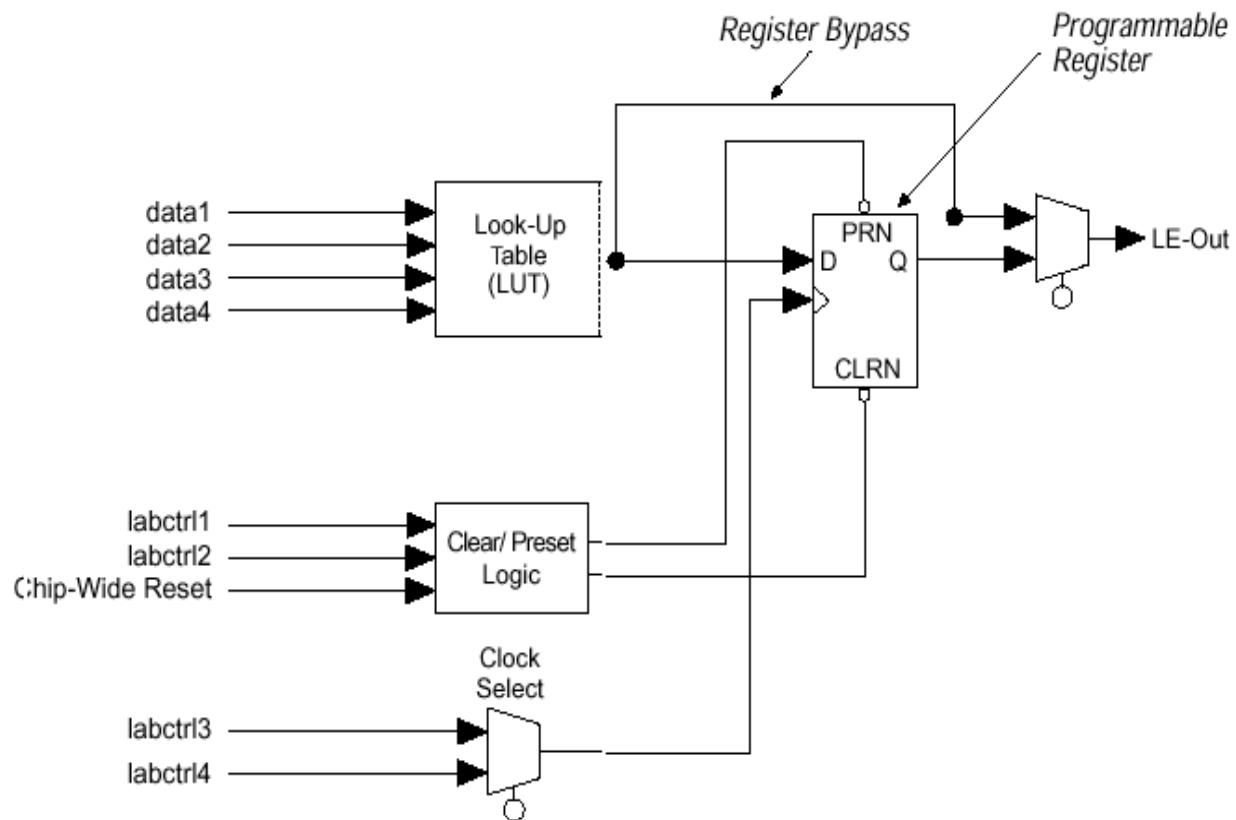 Register Bypass
Programmable
Register
data1
data2
data3
data4
Look-Up
Table
(LUT)
PRN
D
Q
CLRN
LE-Out
labctrl1
labctrl2
Chip-Wide Reset
Clear/ Preset
Logic
Clock
Select
labctrl3
labctrl4